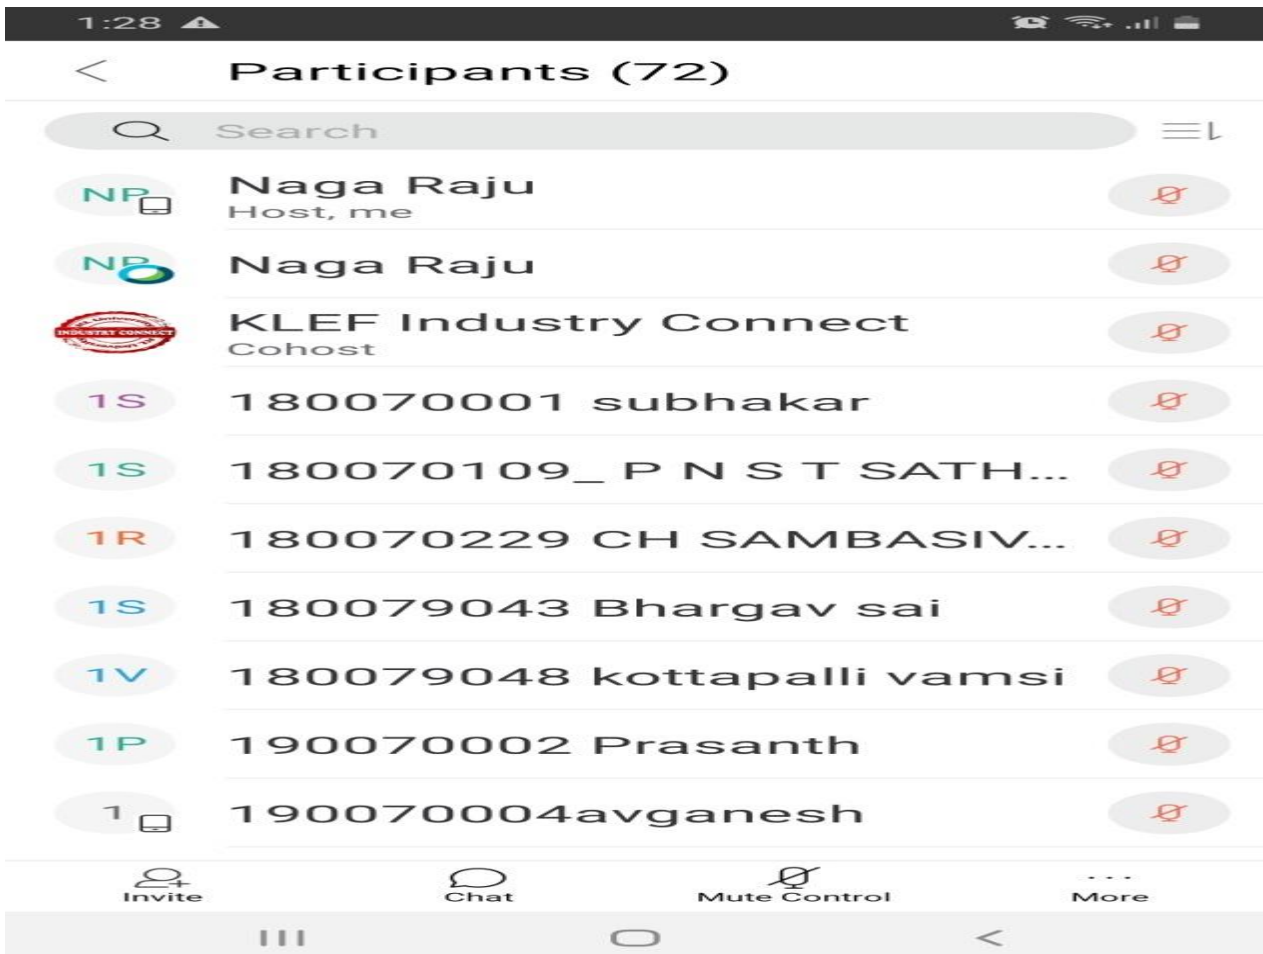 1:28
Participants (72)
Search
NP
Naga Raju
Host, me
NP
Naga Raju
INDUSTRY CONNECT
KLEF Industry Connect
Cohost
1S
180070001 subhakar
1S
180070109_ P N S T SATH...
1R
180070229 CH SAMBASIV...
1S
180079043 Bhargav sai
1V
180079048 kottapalli vamsi
1P
190070002 Prasanth
1
190070004avganesh
Invite
Chat
Mute Control
More